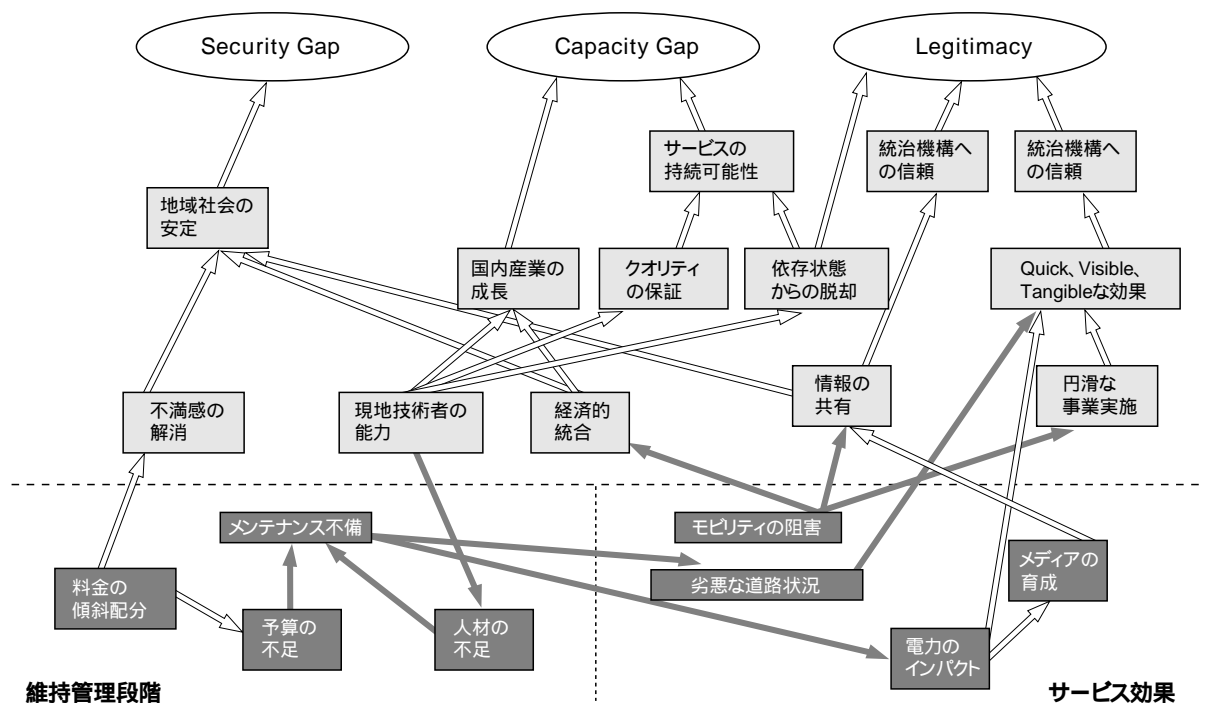 Security Gap
Capacity Gap
Legitimacy
サービスの
持続可能性
統治機構へ
の信頼
統治機構へ
の信頼
地域社会の
安定
国内産業の
成長
クオリティ
の保証
依存状態
からの脱却
Quick、Visible、
Tangibleな効果
不満感の
解消
現地技術者の
能力
経済的
統合
情報の
共有
円滑な
事業実施
メンテナンス不備
モビリティの阻害
料金の
傾斜配分
劣悪な道路状況
メディアの
育成
予算の
不足
人材の
不足
電力の
インパクト
維持管理段階
サービス効果